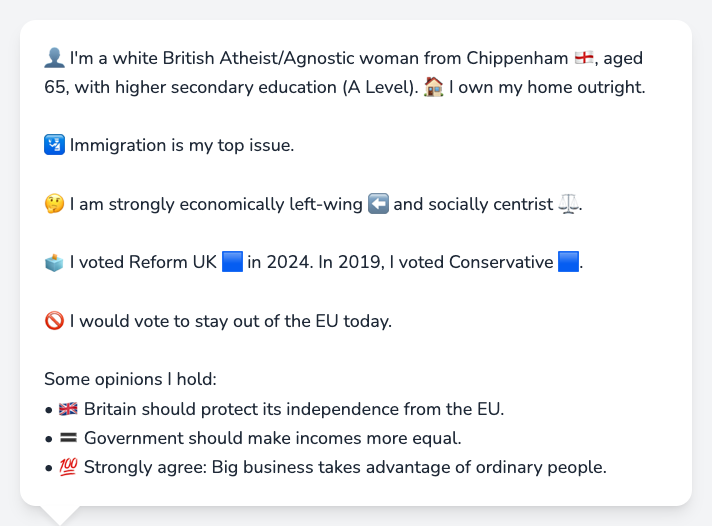 👤 I'm a white British Atheist/Agnostic woman from Chippenham 🏴󠁧󠁢󠁥󠁮󠁧󠁿, aged
65, with higher secondary education (A Level). 🏠 I own my home outright.
🛂 Immigration is my top issue.
🤔 I am strongly economically left-wing ⬅️ and socially centrist ⚖️.
🗳️ I voted Reform UK 🟦 in 2024. In 2019, I voted Conservative 🟦.
🚫 I would vote to stay out of the EU today.
Some opinions I hold:
• 🇬🇧 Britain should protect its independence from the EU.
• 🟰 Government should make incomes more equal.
• 💯 Strongly agree: Big business takes advantage of ordinary people.